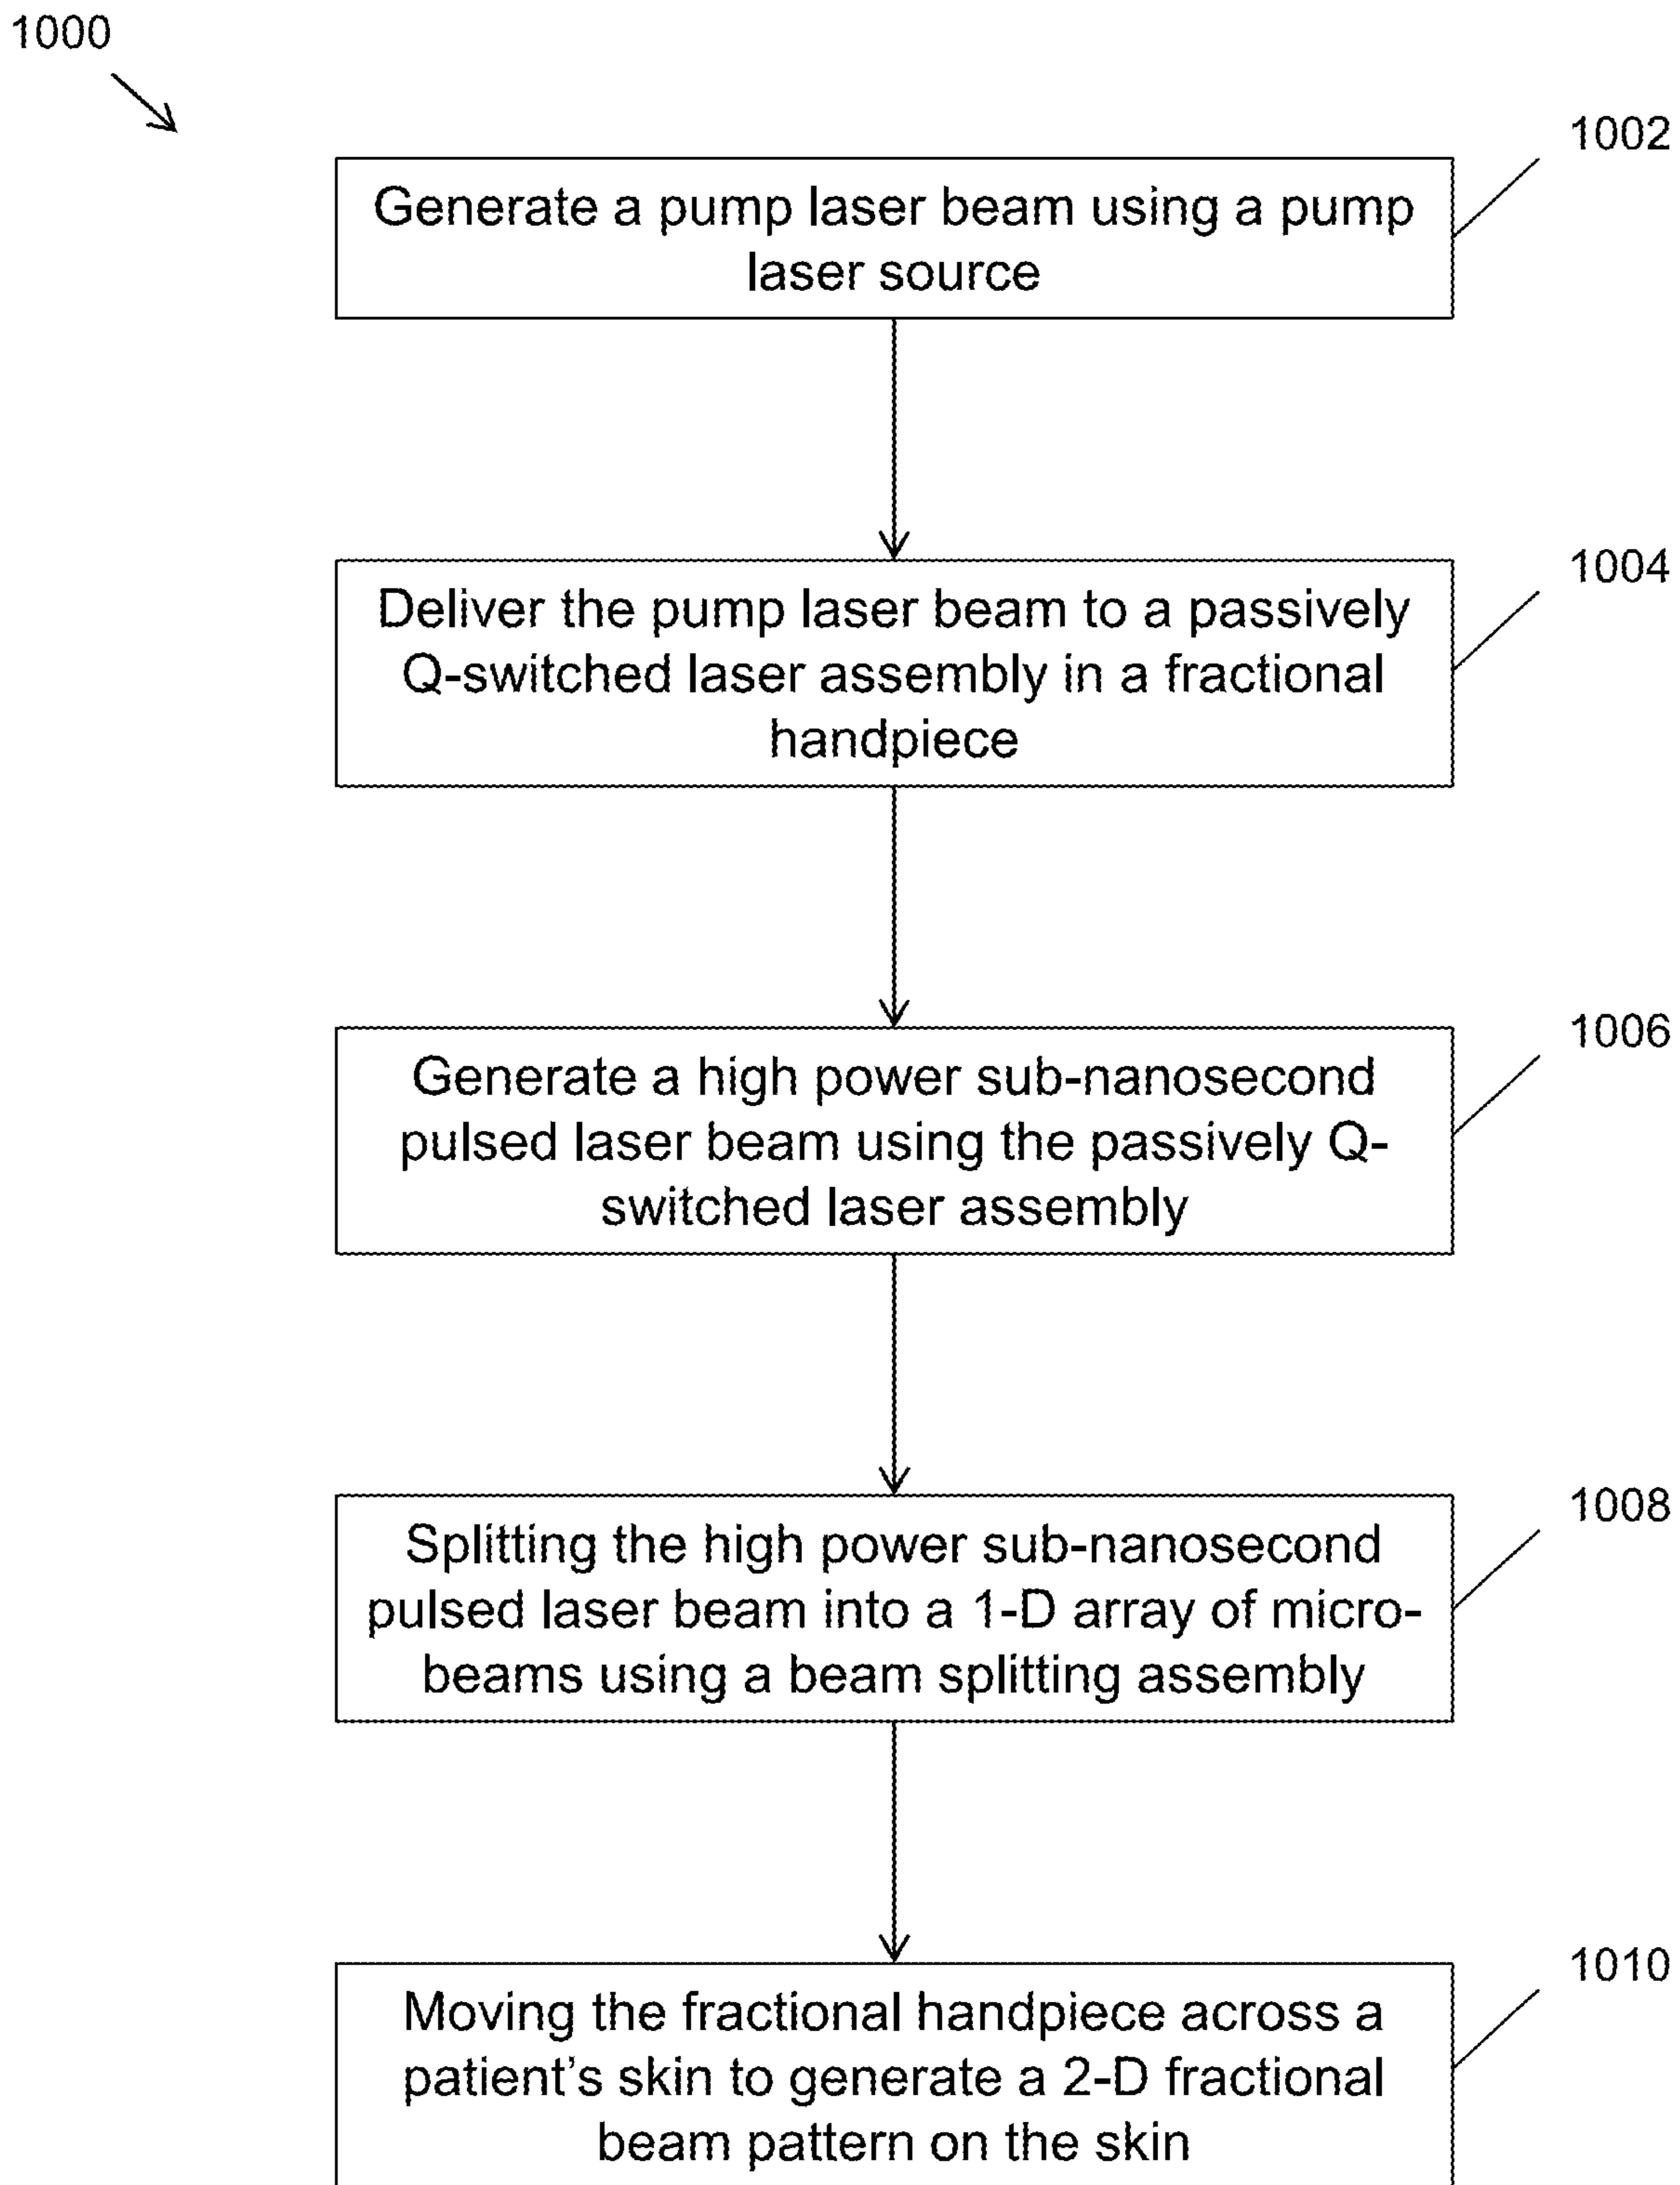 1000
1002
Generate a pump laser beam using a pump
laser source
1004
Deliver the pump laser beam to a passively
Q-switched laser assembly in a fractional
handpiece
1006
Generate a high power sub-nanosecond
pulsed laser beam using the passively Q-
switched laser assembly
1008
Splitting the high power sub-nanosecond
pulsed laser beam into a 1-D array of micro-
beams using a beam splitting assembly
1010
Moving the fractional handpiece across a
patient's skin to generate a 2-D fractional
beam pattern on the skin